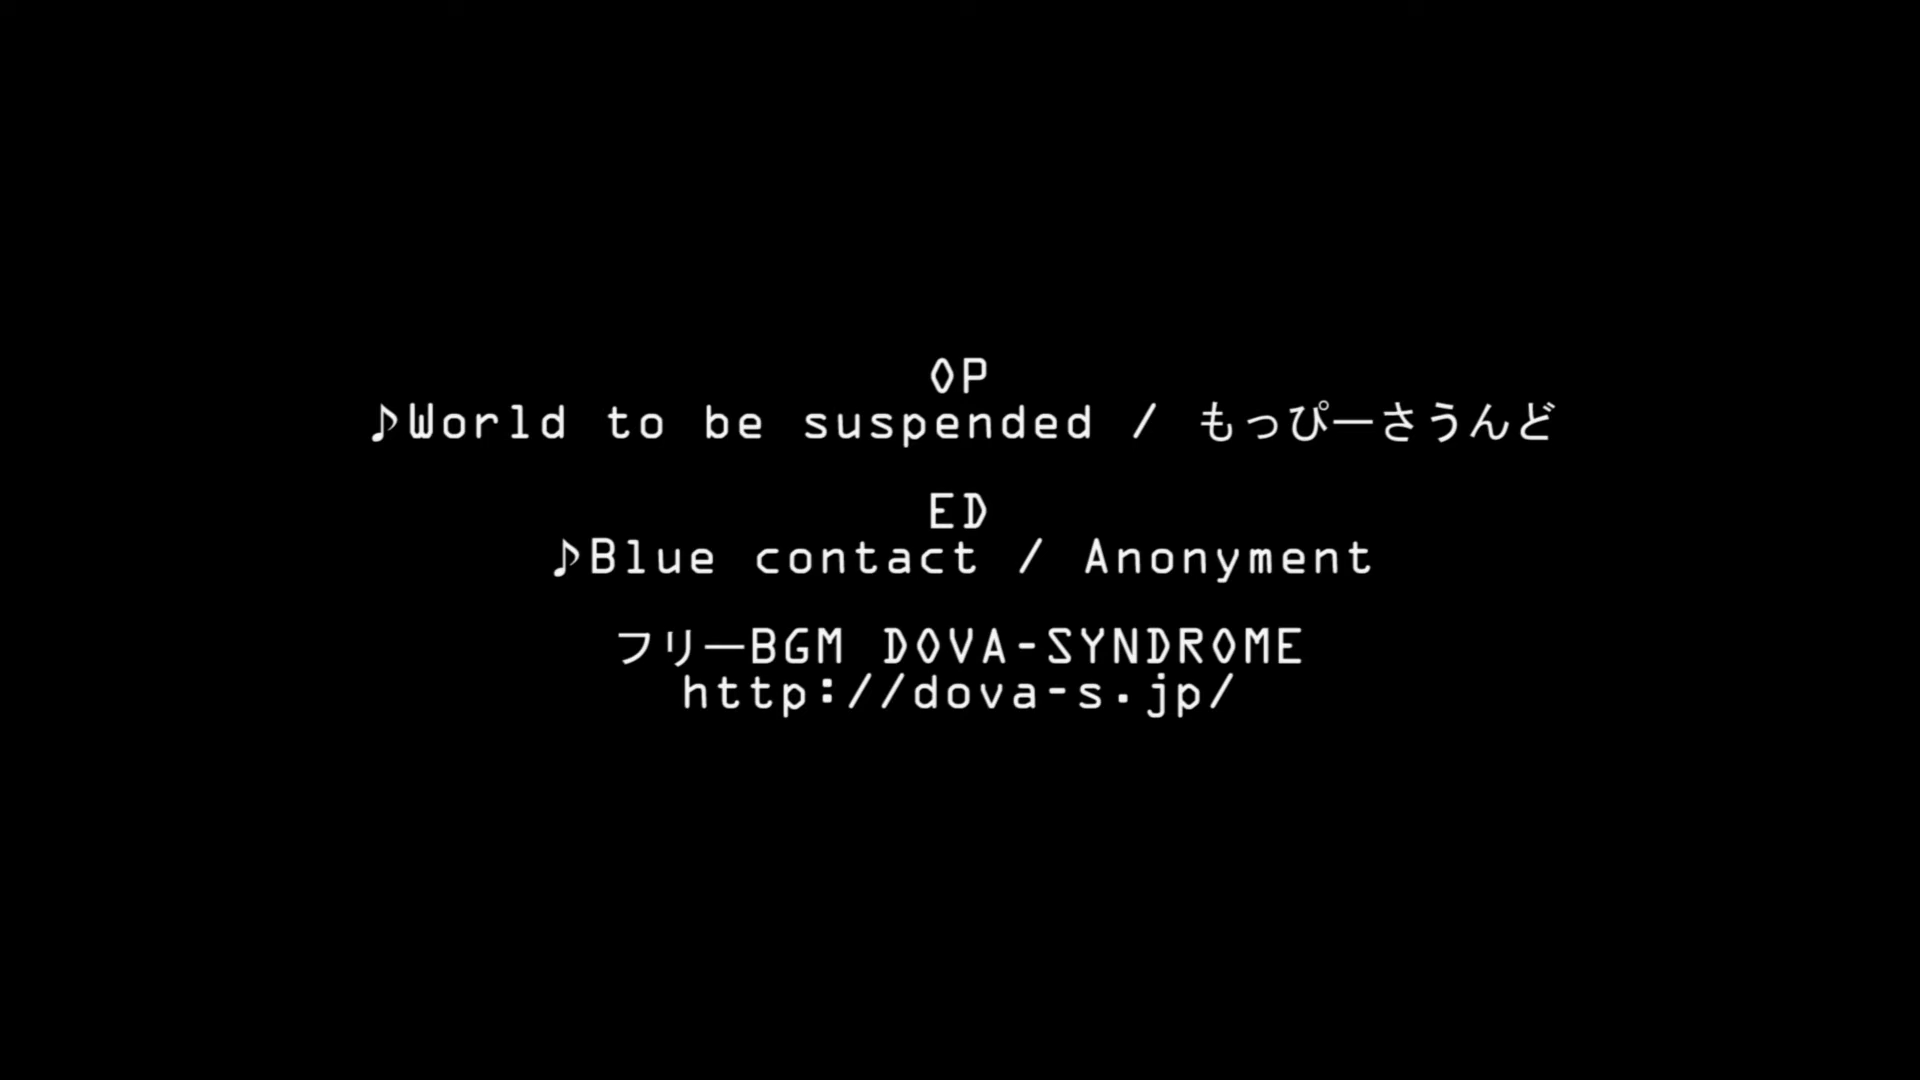 OP
♪World to be suspended / もっぴーさうんど
ED
♪Blue contact / Anonyment
フリーBGM DOVA-SYNDROME
http://dova-s.jp/